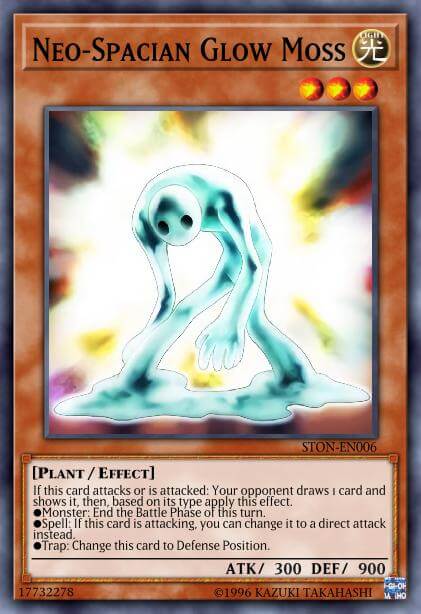 NEO-SPACIAN GLOW MOSS
LIGHT
光
STON-EN006
[PLANT / EFFECT]
If this card attacks or is attacked: Your opponent draws 1 card and
shows it, then, based on its type apply this effect.
●Monster: End the Battle Phase of this turn.
●Spell: If this card is attacking, you can change it to a direct attack
instead.
●Trap: Change this card to Defense Position.
ATK/ 300 DEF/ 900
17732278
©1996 KAZUKI TAKAHASHI